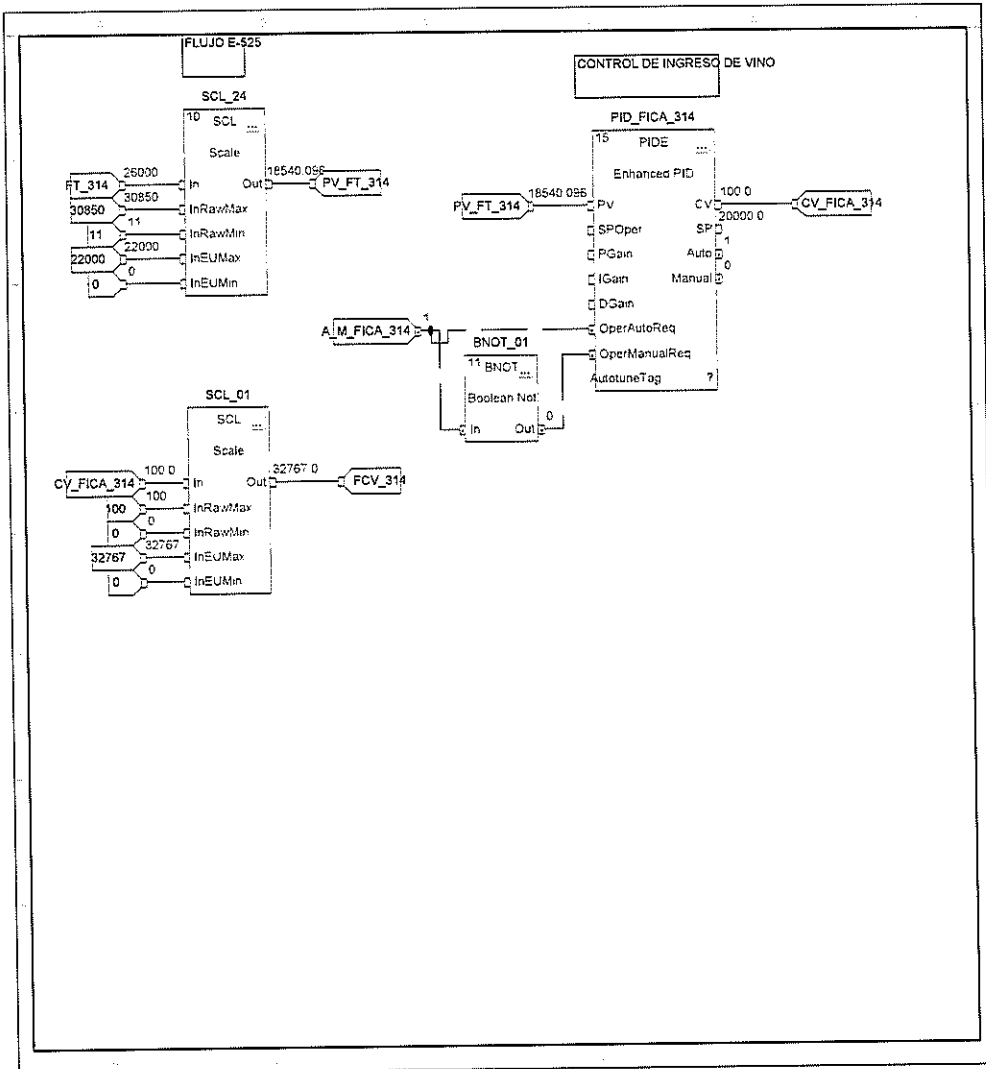 FLUJO E-525
SCL_24
10 SCL ...
Scale
FT_314 26000 In Out 18540.096 PV_FT_314
30850 30850 InRawMax
11 11 InRawMin
22000 22000 InEUMax
0 0 InEUMin
CONTROL DE INGRESO DE VINO
PID_FICA_314
15 PIDE ...
Enhanced PID
PV_FT_314 18540.096 PV CV 100.0 CV_FICA_314
SPOper SP 20000.0
PGain Auto 1
IGain Manual 0
DGain
A_M_FICA_314 1 OperAutoReq
OperManualReq
AutotuneTag ?
BNOT_01
11 BNOT ...
Boolean Not
In Out 0
SCL_01
SCL ...
Scale
CV_FICA_314 100.0 In Out 32767.0 FCV_314
100 100 InRawMax
0 0 InRawMin
32767 32767 InEUMax
0 0 InEUMin